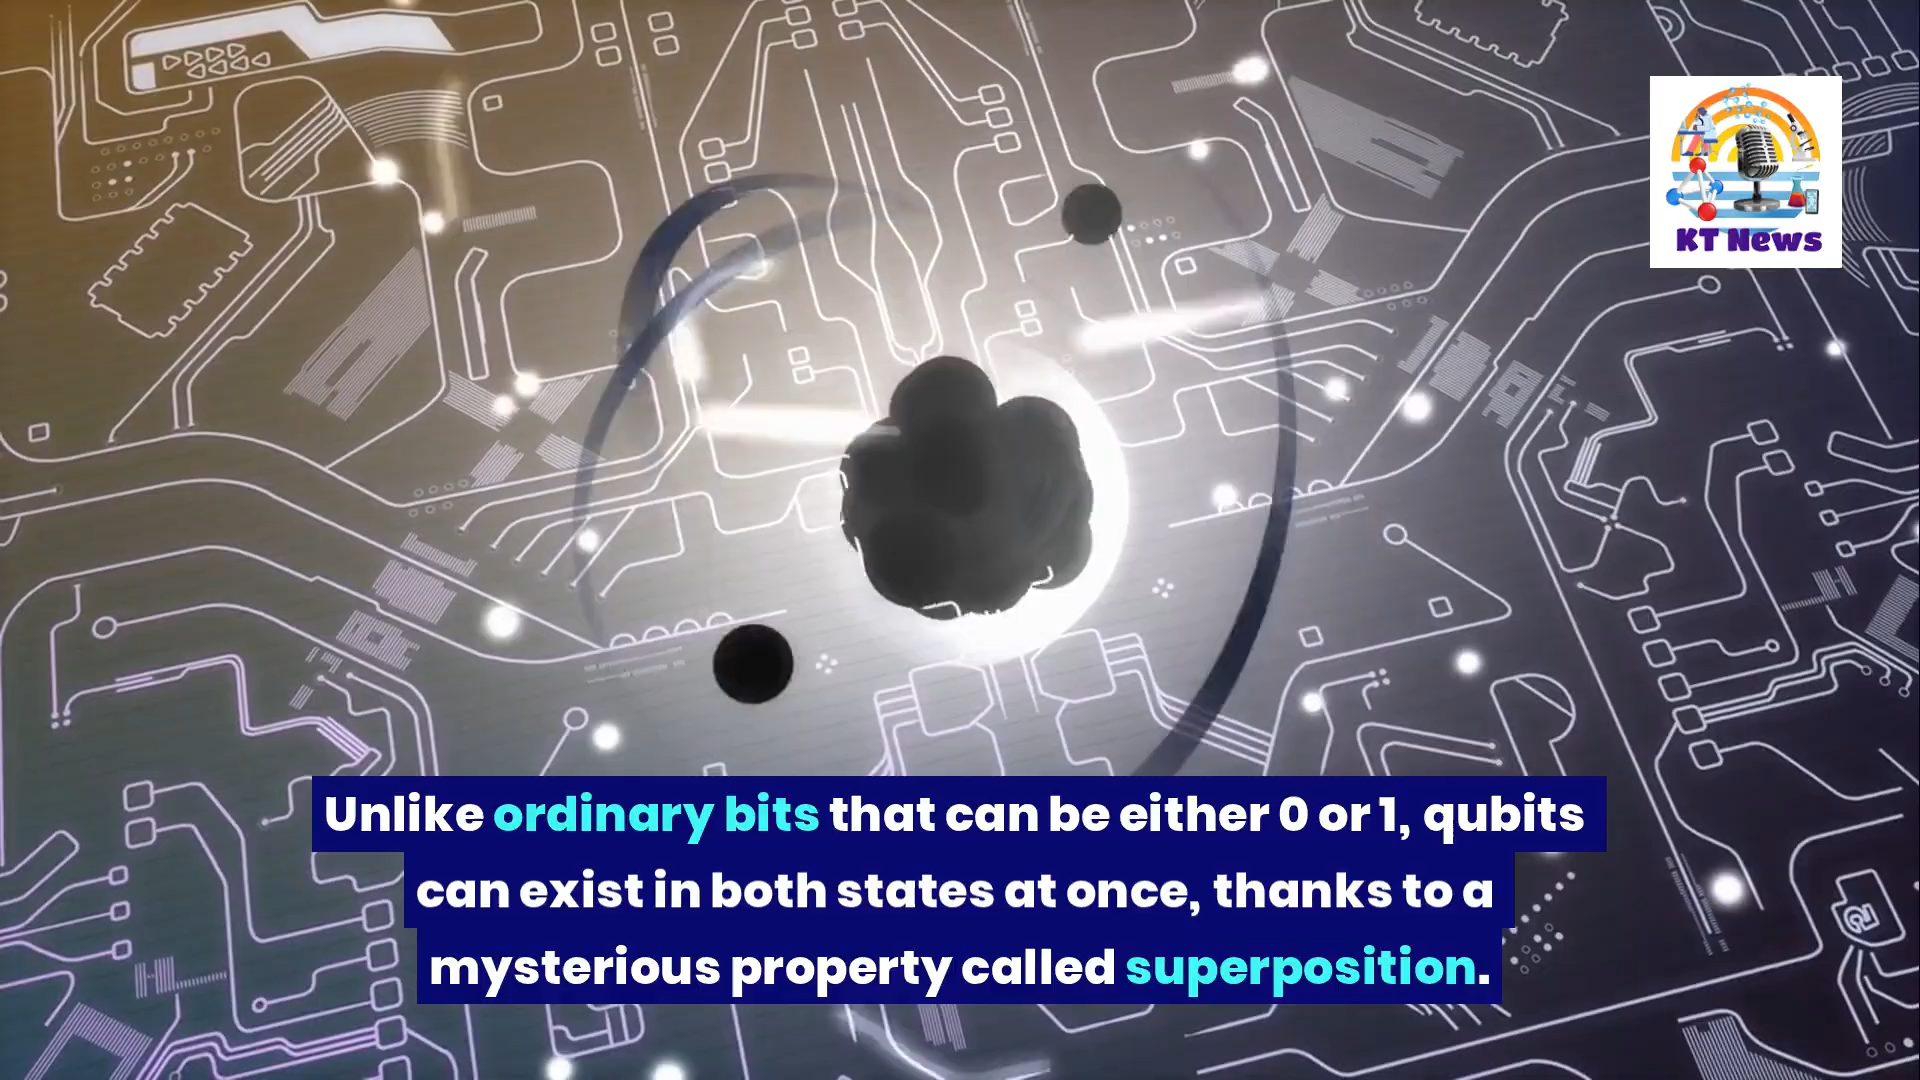 KT News
Unlike ordinary bits that can be either 0 or 1, qubits
can exist in both states at once, thanks to a
mysterious property called superposition.